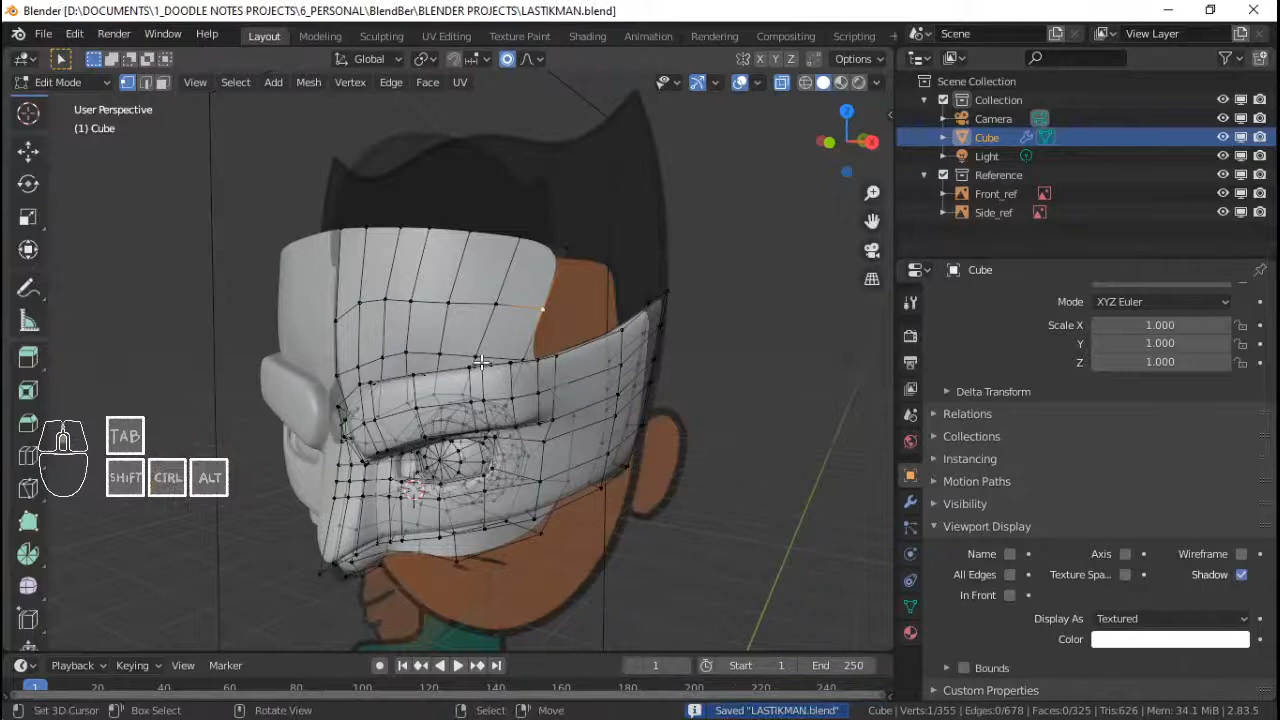 Blender [D:\DOCUMENTS\1_DOODLE NOTES PROJECTS\6_PERSONAL\BlendBer\BLENDER PROJECTS\LASTIKMAN.blend]
File Edit Render Window Help Layout Modeling Sculpting UV Editing Texture Paint Shading Animation Rendering Compositing Scripting + Scene View Layer
Global X Y Z Options
Edit Mode View Select Add Mesh Vertex Edge Face UV
Scene Collection
User Perspective
(1) Cube
Collection
Camera
Cube
Light
Reference
Front_ref
Side_ref
Z
X
Cube
Mode XYZ Euler
Scale X 1.000
Y 1.000
Z 1.000
Delta Transform
Relations
Collections
Instancing
Motion Paths
Visibility
Viewport Display
Name Axis Wireframe
All Edges Texture Spa... Shadow
In Front
Display As Textured
Color
Bounds
Custom Properties
TAB
SHIFT CTRL ALT
Playback Keying View Marker 1 Start 1 End 250
1 20 40 60 80 100 120 140 160 180 200 220 240
Set 3D Cursor Box Select Rotate View Select Move Saved "LASTIKMAN.blend" Cube | Verts:1/355 | Edges:0/678 | Faces:0/325 | Tris:626 | Mem: 34.1 MiB | 2.83.5